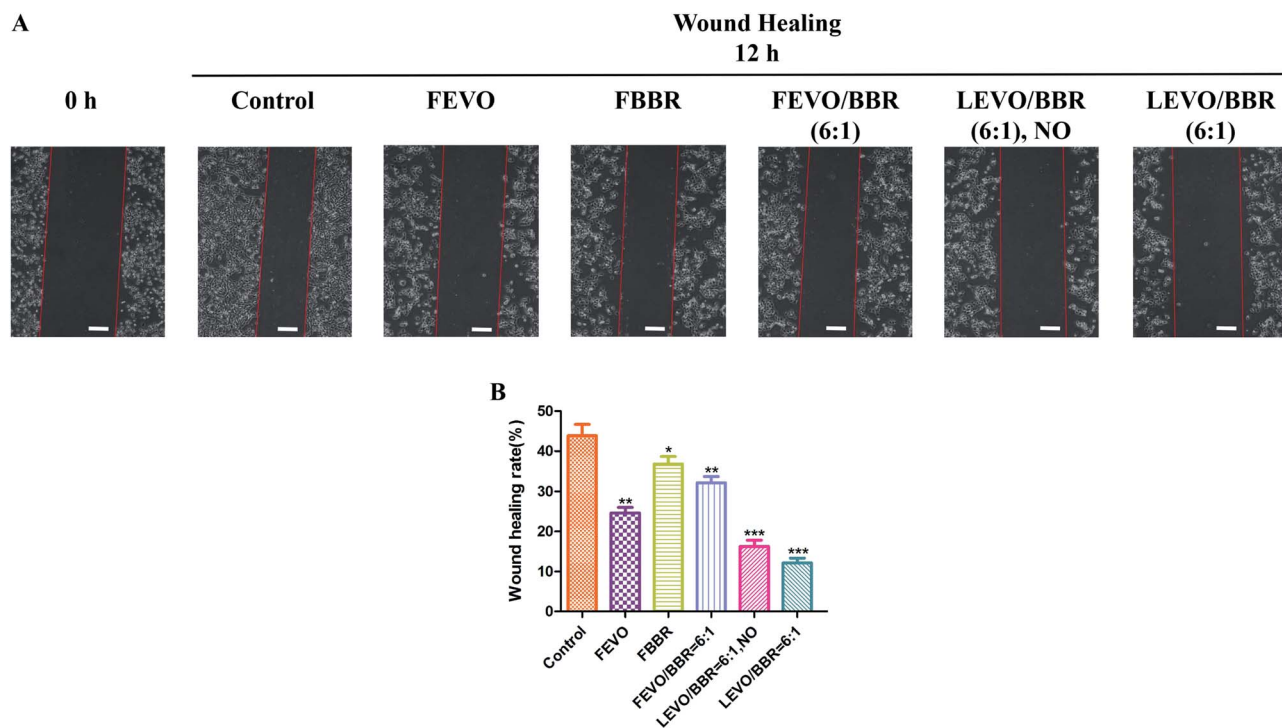 A
Wound Healing
12 h
0 h
Control
FEVO
FBBR
FEVO/BBR
(6:1)
LEVO/BBR
(6:1), NO
LEVO/BBR
(6:1)
B
Wound healing rate(%)
50
40
30
20
10
0
**
*
**
***
***
Control
FEVO
FBBR
FEVO/BBR=6:1
LEVO/BBR=6:1,NO
LEVO/BBR=6:1